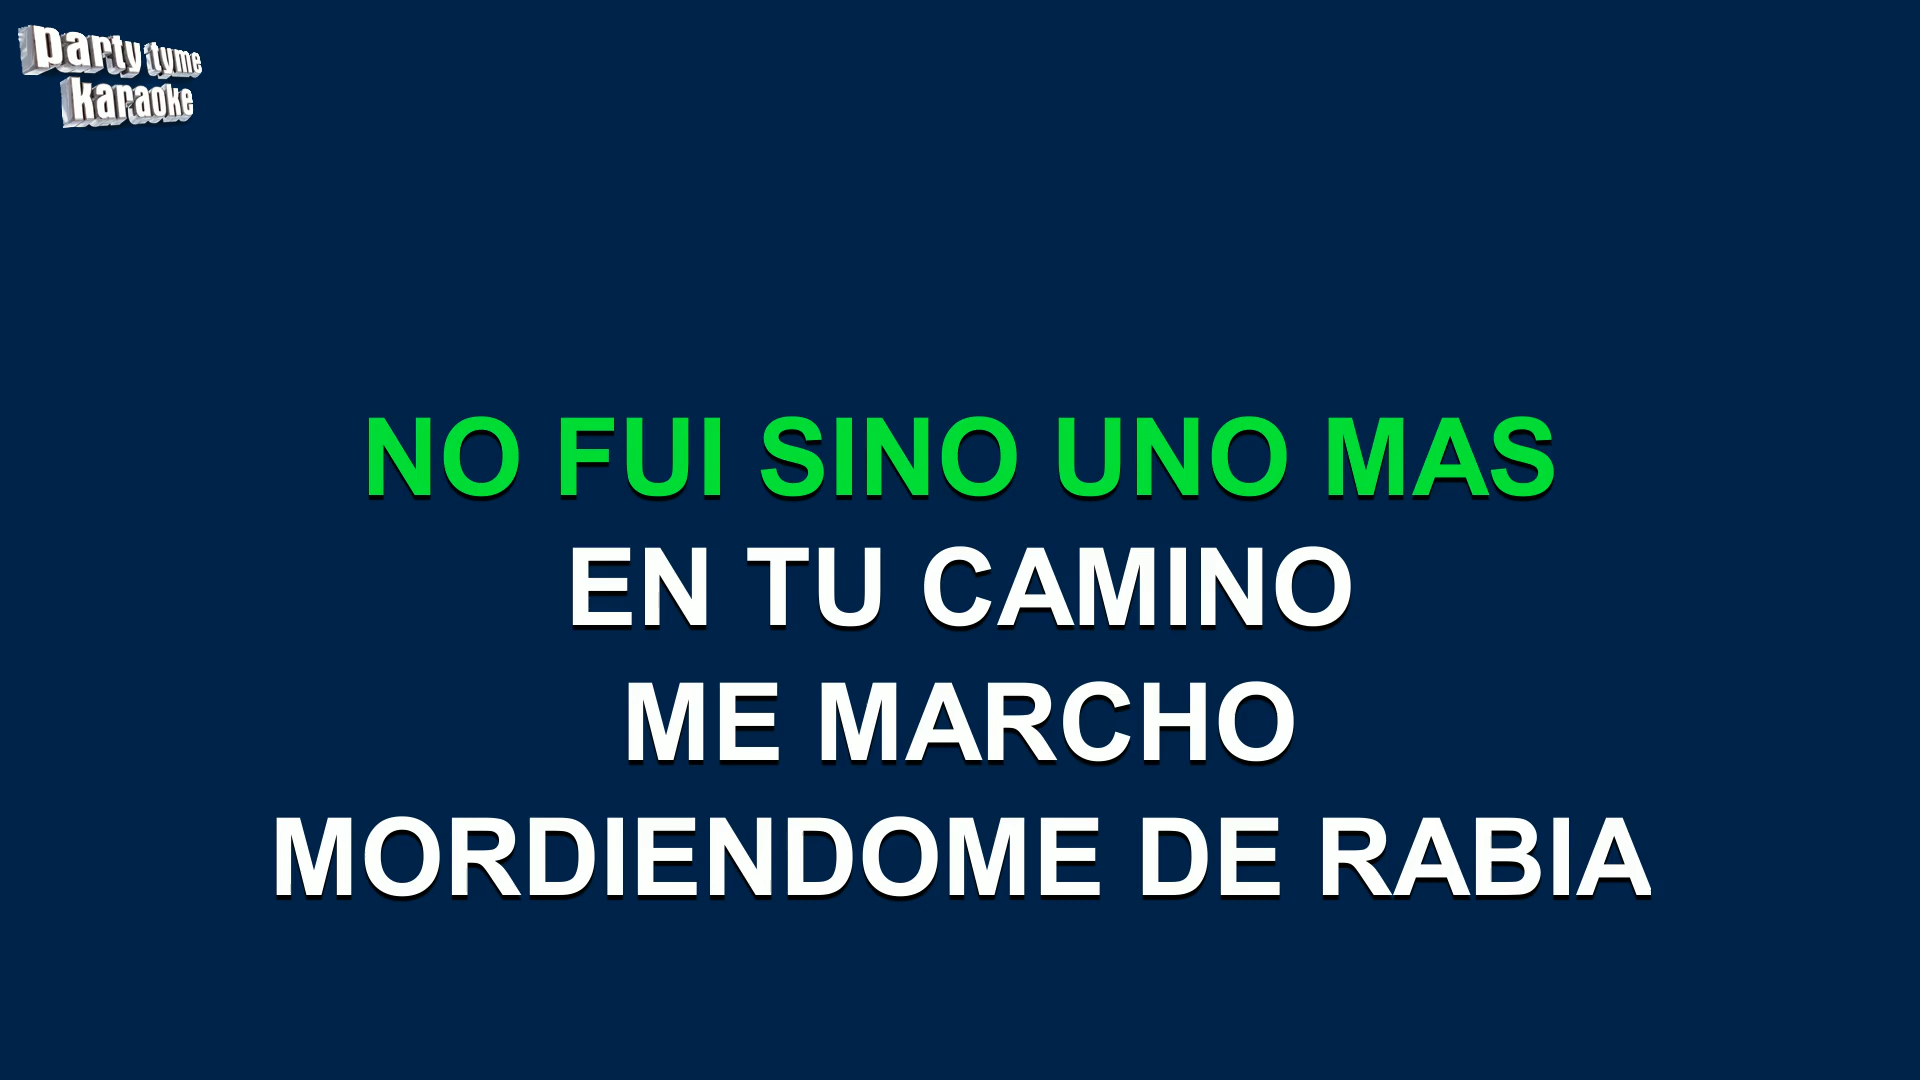 party tyme
karaoke
NO FUI SINO UNO MAS
EN TU CAMINO
ME MARCHO
MORDIENDOME DE RABIA